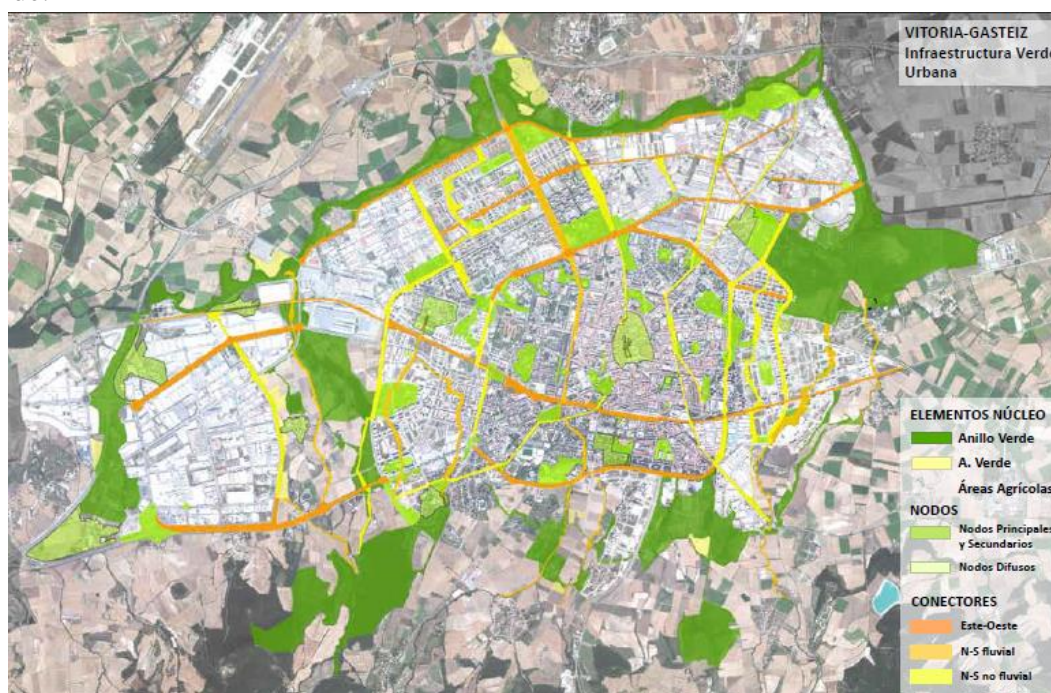 VITORIA-GASTEIZ
Infraestructura Verde
Urbana
ELEMENTOS NÚCLEO
Anillo Verde
A. Verde
Áreas Agrícolas
NODOS
Nodos Principales
y Secundarios
Nodos Difusos
CONECTORES
Este-Oeste
N-S fluvial
N-S no fluvial